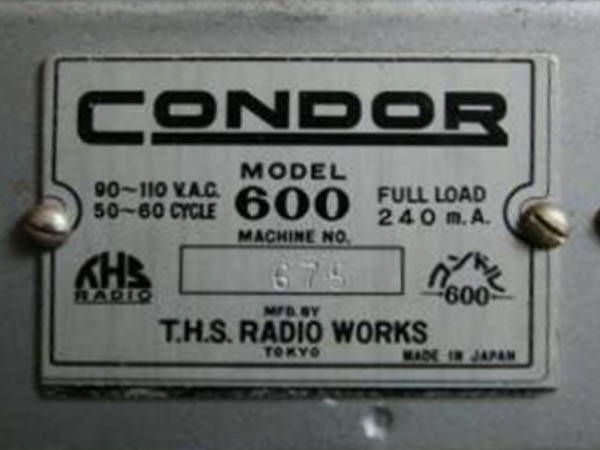 CONDOR
MODEL
90~110 V.A.C.
50~60 CYCLE
600
FULL LOAD
240 m.A.
MACHINE NO.
675
THS
RADIO
コンドル
600
MFD. BY
T.H.S. RADIO WORKS
TOKYO
MADE IN JAPAN